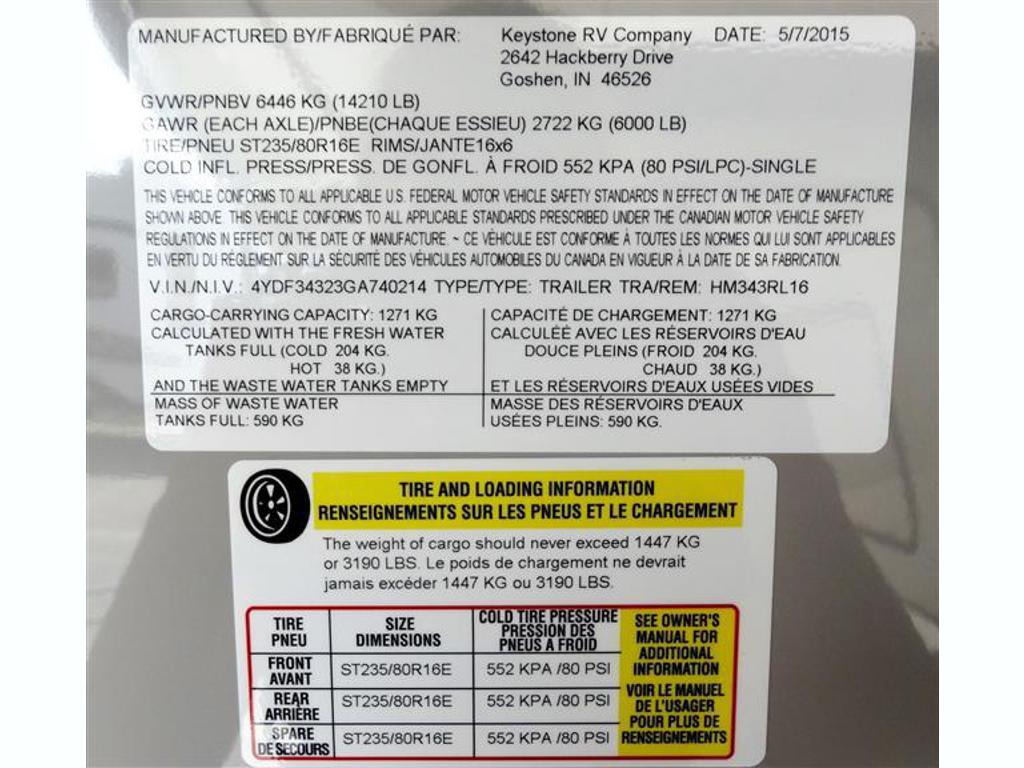 MANUFACTURED BY/FABRIQUÉ PAR: Keystone RV Company DATE: 5/7/2015
2642 Hackberry Drive
Goshen, IN 46526
GVWR/PNBV 6446 KG (14210 LB)
GAWR (EACH AXLE)/PNBE(CHAQUE ESSIEU) 2722 KG (6000 LB)
TIRE/PNEU ST235/80R16E RIMS/JANTE16x6
COLD INFL. PRESS/PRESS. DE GONFL. À FROID 552 KPA (80 PSI/LPC)-SINGLE
THIS VEHICLE CONFORMS TO ALL APPLICABLE U.S. FEDERAL MOTOR VEHICLE SAFETY STANDARDS IN EFFECT ON THE DATE OF MANUFACTURE
SHOWN ABOVE. THIS VEHICLE CONFORMS TO ALL APPLICABLE STANDARDS PRESCRIBED UNDER THE CANADIAN MOTOR VEHICLE SAFETY
REGULATIONS IN EFFECT ON THE DATE OF MANUFACTURE. ~ CE VÉHICULE EST CONFORME À TOUTES LES NORMES QUI LUI SONT APPLICABLES
EN VERTU DU RÈGLEMENT SUR LA SÉCURITÉ DES VÉHICULES AUTOMOBILES DU CANADA EN VIGUEUR À LA DATE DE SA FABRICATION.
V.I.N./N.I.V.: 4YDF34323GA740214 TYPE/TYPE: TRAILER TRA/REM: HM343RL16
CARGO-CARRYING CAPACITY: 1271 KG
CALCULATED WITH THE FRESH WATER
TANKS FULL (COLD 204 KG.
HOT 38 KG.)
AND THE WASTE WATER TANKS EMPTY
MASS OF WASTE WATER
TANKS FULL: 590 KG
CAPACITÉ DE CHARGEMENT: 1271 KG
CALCULÉE AVEC LES RÉSERVOIRS D'EAU
DOUCE PLEINS (FROID 204 KG.
CHAUD 38 KG.)
ET LES RÉSERVOIRS D'EAUX USÉES VIDES
MASSE DES RÉSERVOIRS D'EAUX
USÉES PLEINS: 590 KG.
TIRE AND LOADING INFORMATION
RENSEIGNEMENTS SUR LES PNEUS ET LE CHARGEMENT
The weight of cargo should never exceed 1447 KG
or 3190 LBS. Le poids de chargement ne devrait
jamais excéder 1447 KG ou 3190 LBS.
TIRE
PNEU
SIZE
DIMENSIONS
COLD TIRE PRESSURE
PRESSION DES
PNEUS A FROID
FRONT
AVANT
ST235/80R16E
552 KPA /80 PSI
REAR
ARRIÈRE
ST235/80R16E
552 KPA /80 PSI
SPARE
DE SECOURS
ST235/80R16E
552 KPA /80 PSI
SEE OWNER'S
MANUAL FOR
ADDITIONAL
INFORMATION
VOIR LE MANUEL
DE L'USAGER
POUR PLUS DE
RENSEIGNEMENTS